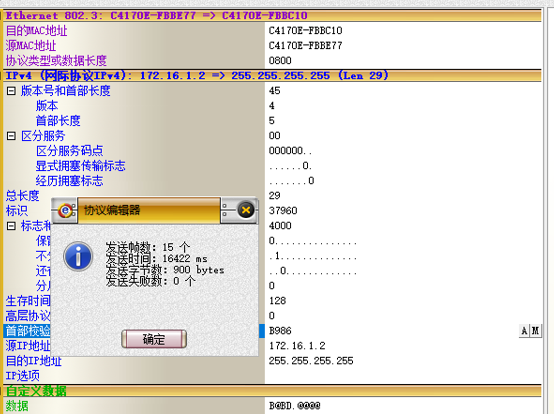 Ethernet 802.3: C4170E-FBBE77 => C4170E-FBBC10
目的MAC地址 C4170E-FBBC10
源MAC地址 C4170E-FBBE77
协议类型或数据长度 0800
IPv4 (网际协议IPv4): 172.16.1.2 => 255.255.255.255 (Len 29)
版本号和首部长度 45
版本 4
首部长度 5
区分服务 00
区分服务码点 000000..
显式拥塞传输标志 ......0.
经历拥塞标志 .......0
总长度 29
标识 37960
标志和 4000
保留 0...............
不 .1..............
还 ..0.............
分 0
生存时间 128
高层协议 0
首部校验 B986 A M
源IP地址 172.16.1.2
目的IP地址 255.255.255.255
IP选项
自定义数据
数据 B@BD.@@@@
协议编辑器
发送帧数: 15 个
发送时间: 16422 ms
发送字节数: 900 bytes
发送失败数: 0 个
确定